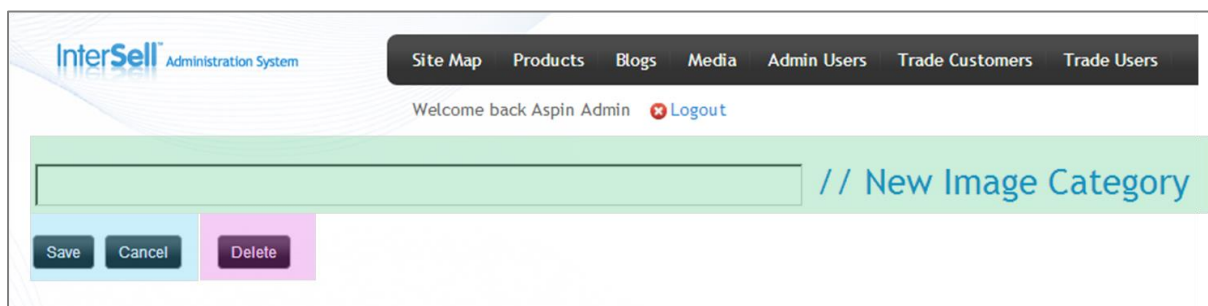 InterSell™ Administration System
Site Map Products Blogs Media Admin Users Trade Customers Trade Users
Welcome back Aspin Admin Logout
// New Image Category
Save Cancel Delete